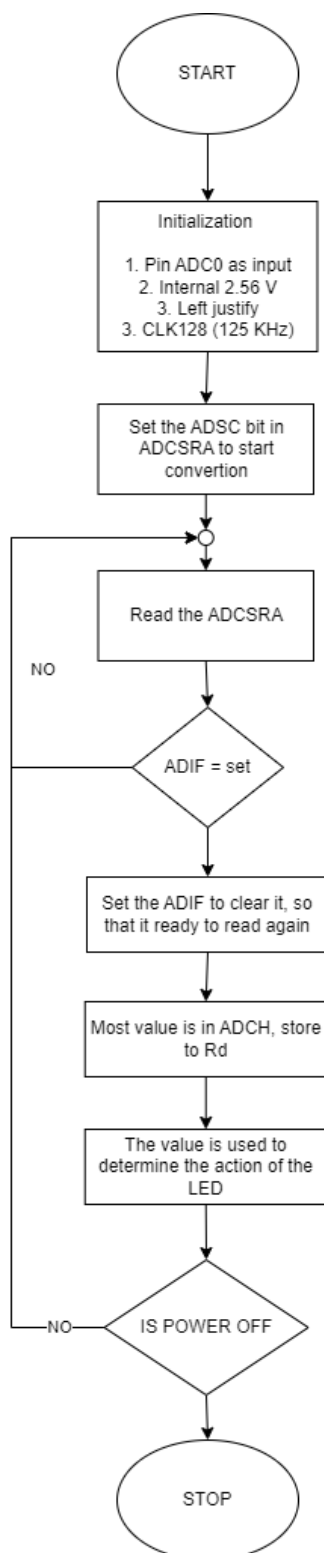 START
Initialization
1. Pin ADC0 as input
2. Internal 2.56 V
3. Left justify
3. CLK128 (125 KHz)
Set the ADSC bit in
ADCSRA to start
convertion
Read the ADCSRA
NO
ADIF = set
Set the ADIF to clear it, so
that it ready to read again
Most value is in ADCH, store
to Rd
The value is used to
determine the action of the
LED
NO
IS POWER OFF
STOP